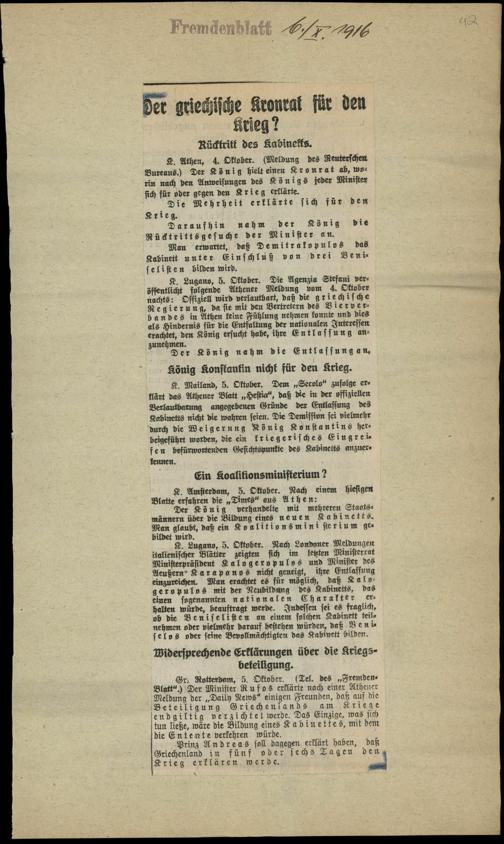 Fremdenblatt 6./X. 1916
92
Der griechische Kronrat für den
Krieg?
Rücktritt des Kabinetts.
K. Athen, 4. Oktober. (Meldung des Reuterschen
Bureaus.) Der König hielt einen Kronrat ab, wo-
rin nach den Anweisungen des Königs jeder Minister
sich für oder gegen den Krieg erklärte.
Die Mehrheit erklärte sich für den
Krieg.
Daraufhin nahm der König die
Rücktrittsgesuche der Minister an.
Man erwartet, daß Demitrakopulos das
Kabinett unter Einschluß von drei Veni-
selisten bilden wird.
K. Lugano, 5. Oktober. Die Agenzia Stefani ver-
öffentlicht folgende Athener Meldung vom 4. Oktober
nachts: Offiziell wird verlautbart, daß die griechische
Regierung, da sie mit den Vertretern des Vierver-
bandes in Athen keine Fühlung nehmen konnte und dies
als Hindernis für die Entfaltung der nationalen Interessen
erachtet, den König ersucht habe, ihre Entlassung an-
zunehmen.
Der König nahm die Entlassung an.
König Konstantin nicht für den Krieg.
K. Mailand, 5. Oktober. Dem „Secolo" zufolge er-
klärt das Athener Blatt „Hestia", daß die in der offiziellen
Verlautbarung angegebenen Gründe der Entlassung des
Kabinetts nicht die wahren seien. Die Demission sei vielmehr
durch die Weigerung König Konstantins her-
beigeführt worden, die ein kriegerisches Eingrei-
fen befürwortenden Gesichtspunkte des Kabinetts anzuer-
kennen.
Ein Koalitionsministerium?
K. Amsterdam, 5. Oktober. Nach einem hiesigen
Blatte erfahren die „Times" aus Athen:
Der König verhandelte mit mehreren Staats-
männern über die Bildung eines neuen Kabinetts.
Man glaubt, daß ein Koalitionsministerium ge-
bildet wird.
K. Lugano, 5. Oktober. Nach Londoner Meldungen
italienischer Blätter zeigten sich im letzten Ministerrat
Ministerpräsident Kalogeropulos und Minister des
Aeußern Karapanos nicht geneigt, ihre Entlassung
einzureichen. Man erachtet es für möglich, daß Kalo-
geropulos mit der Neubildung des Kabinetts, das
einen sogenannten nationalen Charakter er-
halten würde, beauftragt werde. Indessen sei es fraglich,
ob die Veniselisten an einem solchen Kabinett teil-
nehmen oder vielmehr darauf bestehen würden, daß Veni-
selos oder seine Bevollmächtigten das Kabinett bilden.
Widersprechende Erklärungen über die Kriegs-
beteiligung.
Gr. Rotterdam, 5. Oktober. (Tel. des „Fremden-
Blatt".) Der Minister Rufos erklärte nach einer Athener
Meldung der „Daily News" einigen Freunden, daß auf die
Beteiligung Griechenlands am Kriege
endgiltig verzichtet werde. Das Einzige, was sich
tun ließe, wäre die Bildung eines Kabinettes, mit dem
die Entente verkehren würde.
Prinz Andreas soll dagegen erklärt haben, daß
Griechenland in fünf oder sechs Tagen den
Krieg erklären werde.